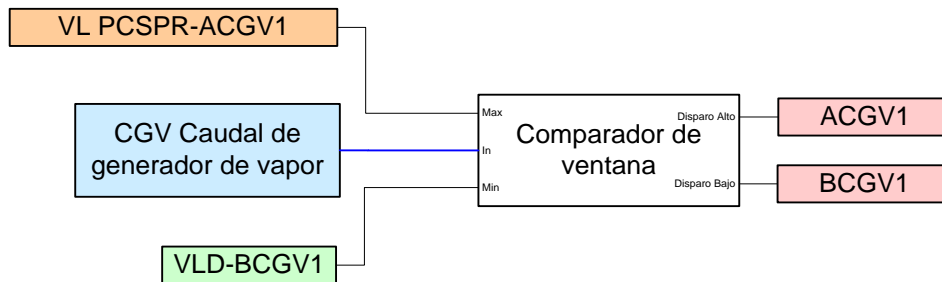 VL PCSPR-ACGV1
CGV Caudal de
generador de vapor
VLD-BCGV1
Max
In
Min
Comparador de
ventana
Disparo Alto
Disparo Bajo
ACGV1
BCGV1